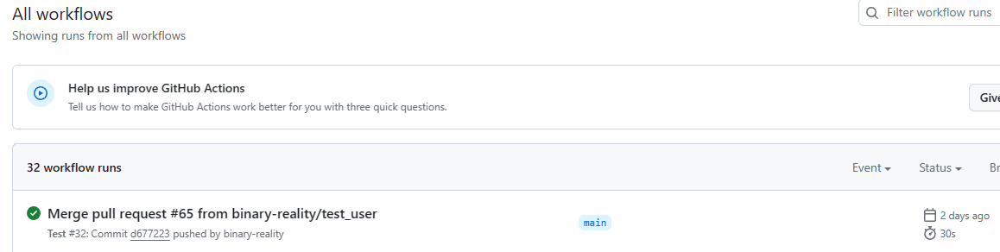 All workflows
Filter workflow runs
Showing runs from all workflows
Help us improve GitHub Actions
Tell us how to make GitHub Actions work better for you with three quick questions.
Give
32 workflow runs Event Status Br
Merge pull request #65 from binary-reality/test_user
main
2 days ago
Test #32: Commit d677223 pushed by binary-reality
30s